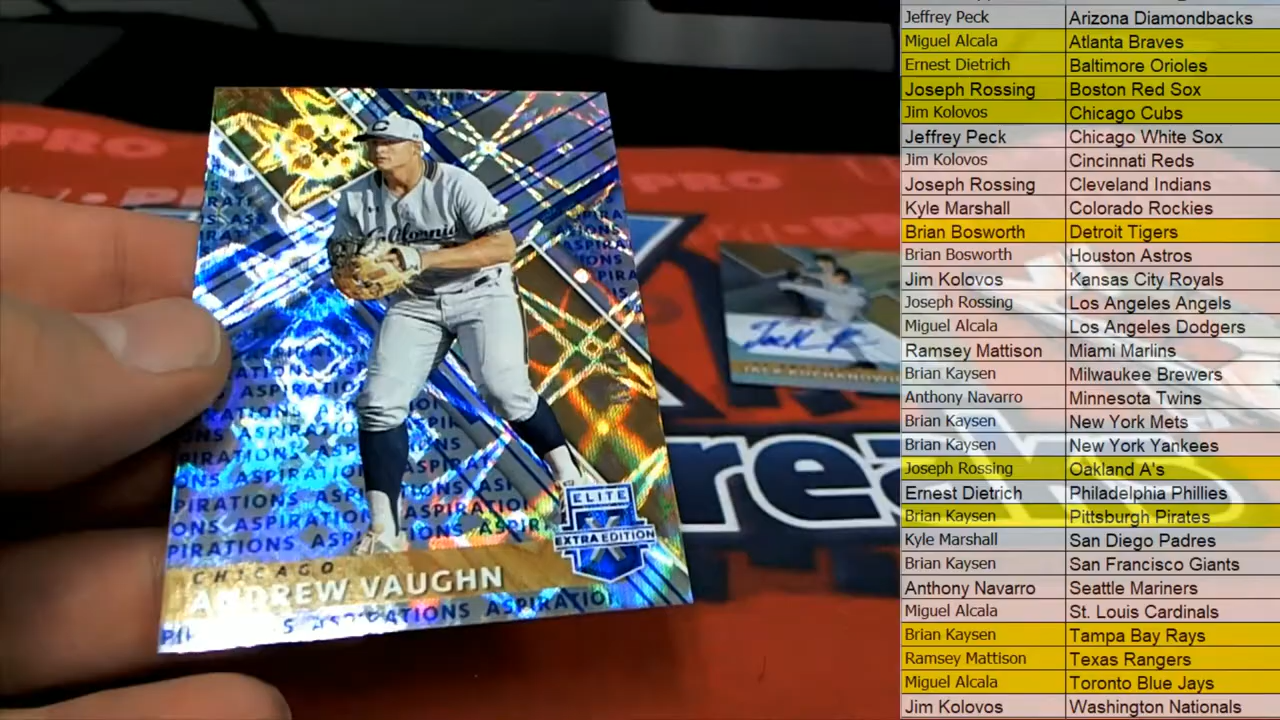 PRO
PRO
ASPIRA
California
ASPIRATIONS ASPIRATION
ELITE
EXTRA EDITION
CHICAGO
ANDREW VAUGHN
ASPIRATIONS ASPIRATION
Jeffrey Peck Arizona Diamondbacks
Miguel Alcala Atlanta Braves
Ernest Dietrich Baltimore Orioles
Joseph Rossing Boston Red Sox
Jim Kolovos Chicago Cubs
Jeffrey Peck Chicago White Sox
Jim Kolovos Cincinnati Reds
Joseph Rossing Cleveland Indians
Kyle Marshall Colorado Rockies
Brian Bosworth Detroit Tigers
Brian Bosworth Houston Astros
Jim Kolovos Kansas City Royals
Joseph Rossing Los Angeles Angels
Miguel Alcala Los Angeles Dodgers
Ramsey Mattison Miami Marlins
Brian Kaysen Milwaukee Brewers
Anthony Navarro Minnesota Twins
Brian Kaysen New York Mets
Brian Kaysen New York Yankees
Joseph Rossing Oakland A's
Ernest Dietrich Philadelphia Phillies
Brian Kaysen Pittsburgh Pirates
Kyle Marshall San Diego Padres
Brian Kaysen San Francisco Giants
Anthony Navarro Seattle Mariners
Miguel Alcala St. Louis Cardinals
Brian Kaysen Tampa Bay Rays
Ramsey Mattison Texas Rangers
Miguel Alcala Toronto Blue Jays
Jim Kolovos Washington Nationals